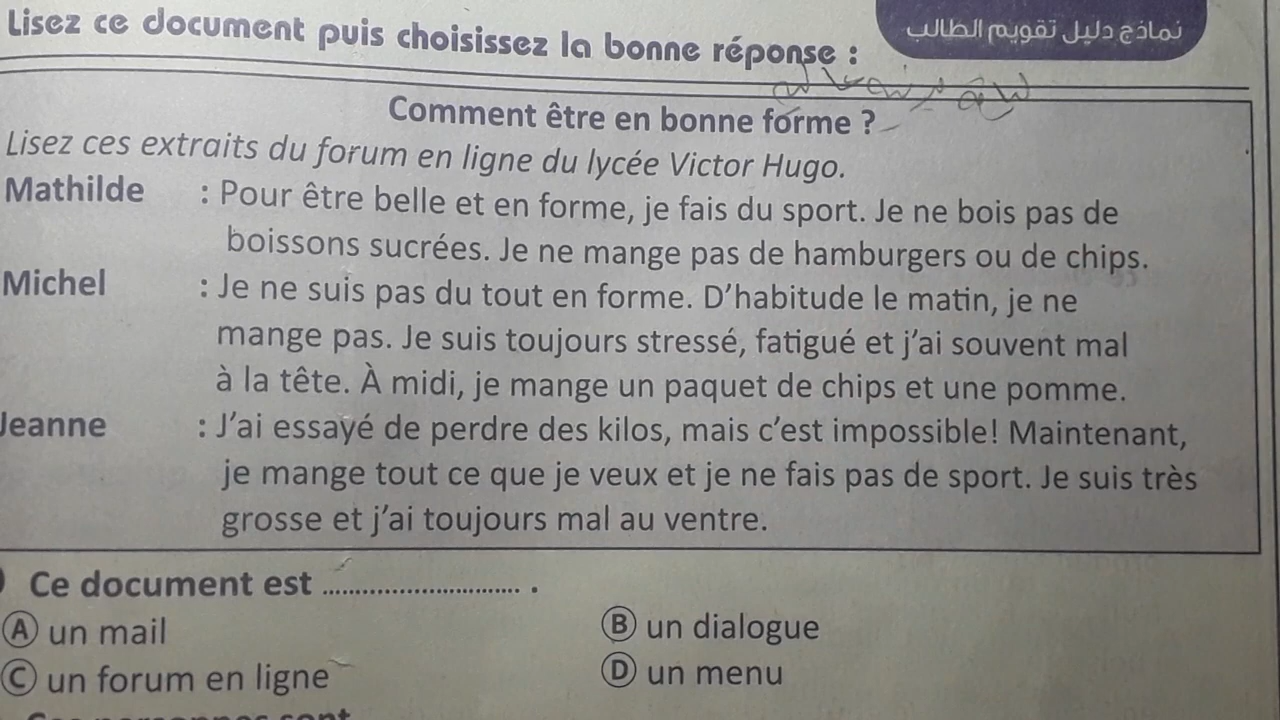 Lisez ce document puis choisissez la bonne réponse :
نماذج دليل تقويم الطالب
Comment être en bonne forme ?
Lisez ces extraits du forum en ligne du lycée Victor Hugo.
Mathilde : Pour être belle et en forme, je fais du sport. Je ne bois pas de
boissons sucrées. Je ne mange pas de hamburgers ou de chips.
Michel : Je ne suis pas du tout en forme. D'habitude le matin, je ne
mange pas. Je suis toujours stressé, fatigué et j'ai souvent mal
à la tête. À midi, je mange un paquet de chips et une pomme.
Jeanne : J'ai essayé de perdre des kilos, mais c'est impossible! Maintenant,
je mange tout ce que je veux et je ne fais pas de sport. Je suis très
grosse et j'ai toujours mal au ventre.
Ce document est .............................. .
A un mail B un dialogue
C un forum en ligne D un menu